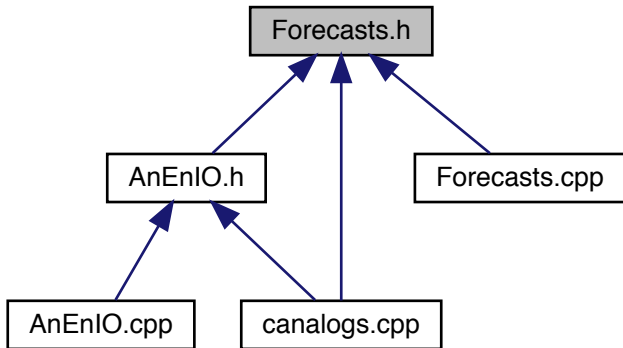 Forecasts.h
AnEnIO.h
Forecasts.cpp
AnEnIO.cpp
canalogs.cpp